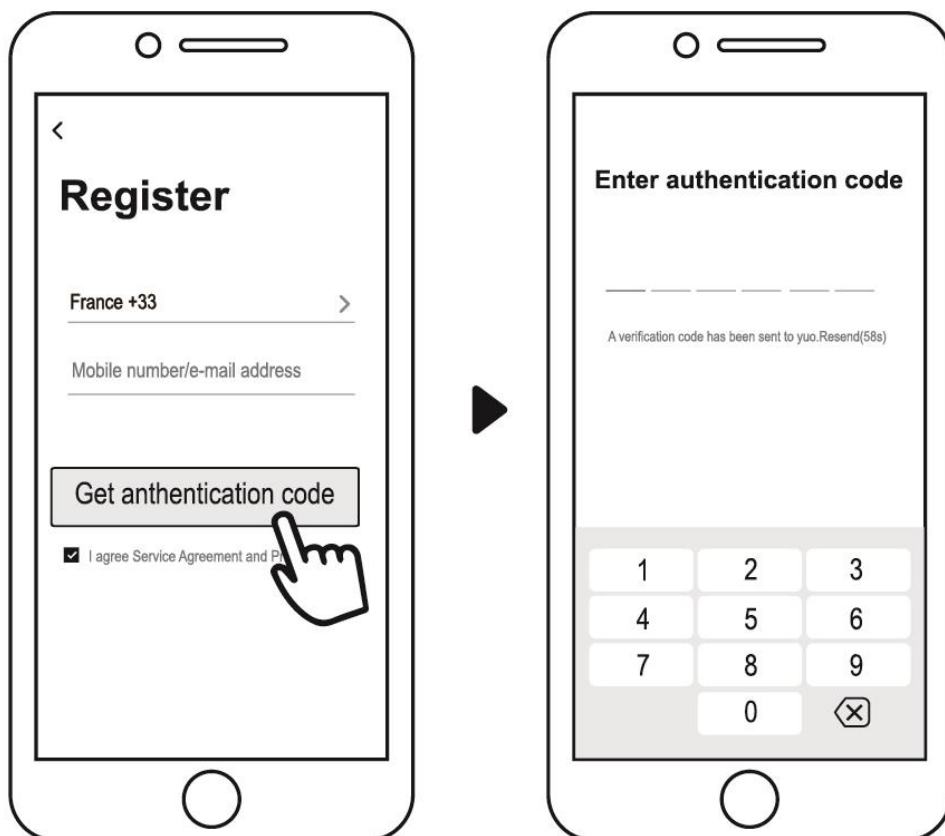 Register
France +33
Mobile number/e-mail address
Get anthentication code
I agree Service Agreement and
Enter authentication code
A verification code has been sent to yuo.Resend(58s)
1 2 3
4 5 6
7 8 9
0